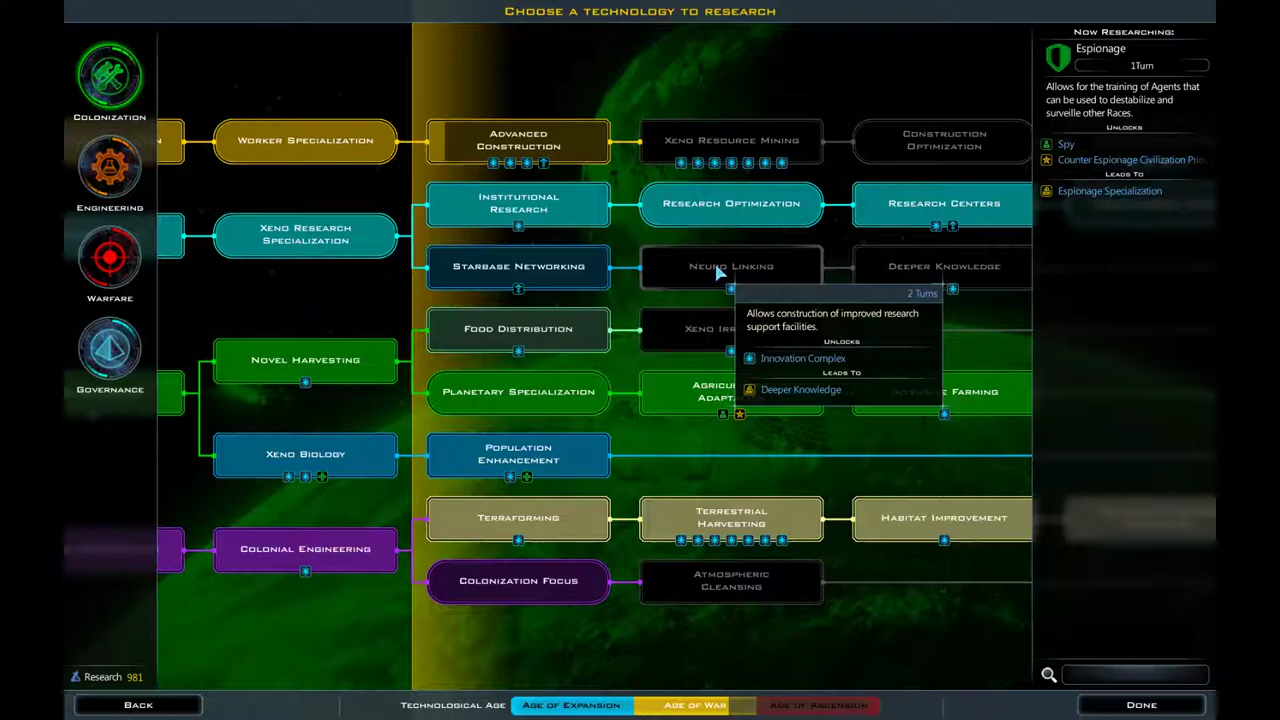 Choose a Technology to Research
Colonization
Engineering
Warfare
Governance
Worker Specialization
Advanced
Construction
Xeno Resource Mining
Construction
Optimization
Xeno Research
Specialization
Institutional
Research
Research Optimization
Research Centers
Starbase Networking
Neuro Linking
Deeper Knowledge
2 Turns
Allows construction of improved research
support facilities.
Unlocks
Innovation Complex
Leads To
Deeper Knowledge
Novel Harvesting
Food Distribution
Xeno Irr
Planetary Specialization
Agricu
Adapt
Intensive Farming
Xeno Biology
Population
Enhancement
Terraforming
Terrestrial
Harvesting
Habitat Improvement
Colonial Engineering
Colonization Focus
Atmospheric
Cleansing
Now Researching:
Espionage
1Turn
Allows for the training of Agents that
can be used to destabilize and
surveille other Races.
Unlocks
Spy
Counter Espionage Civilization Prio
Leads To
Espionage Specialization
Research 981
Back
Technological Age
Age of Expansion
Age of War
Age of Ascension
Done